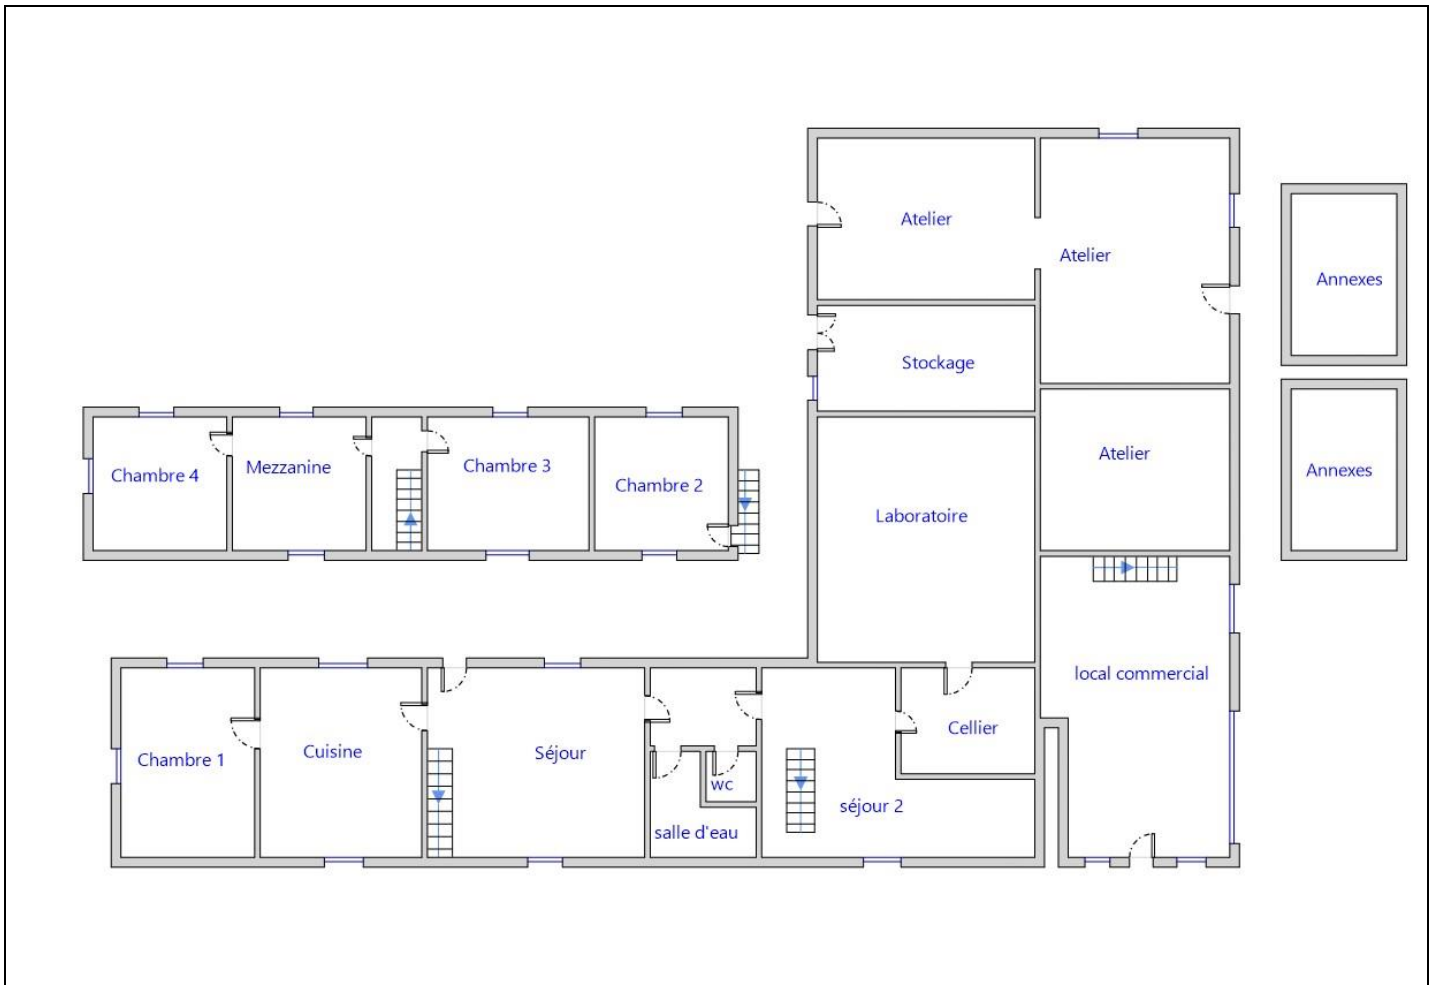 Atelier
Atelier
Annexes
Stockage
Atelier
Annexes
Laboratoire
Chambre 4
Mezzanine
Chambre 3
Chambre 2
local commercial
Chambre 1
Cuisine
Séjour
Cellier
wc
séjour 2
salle d'eau